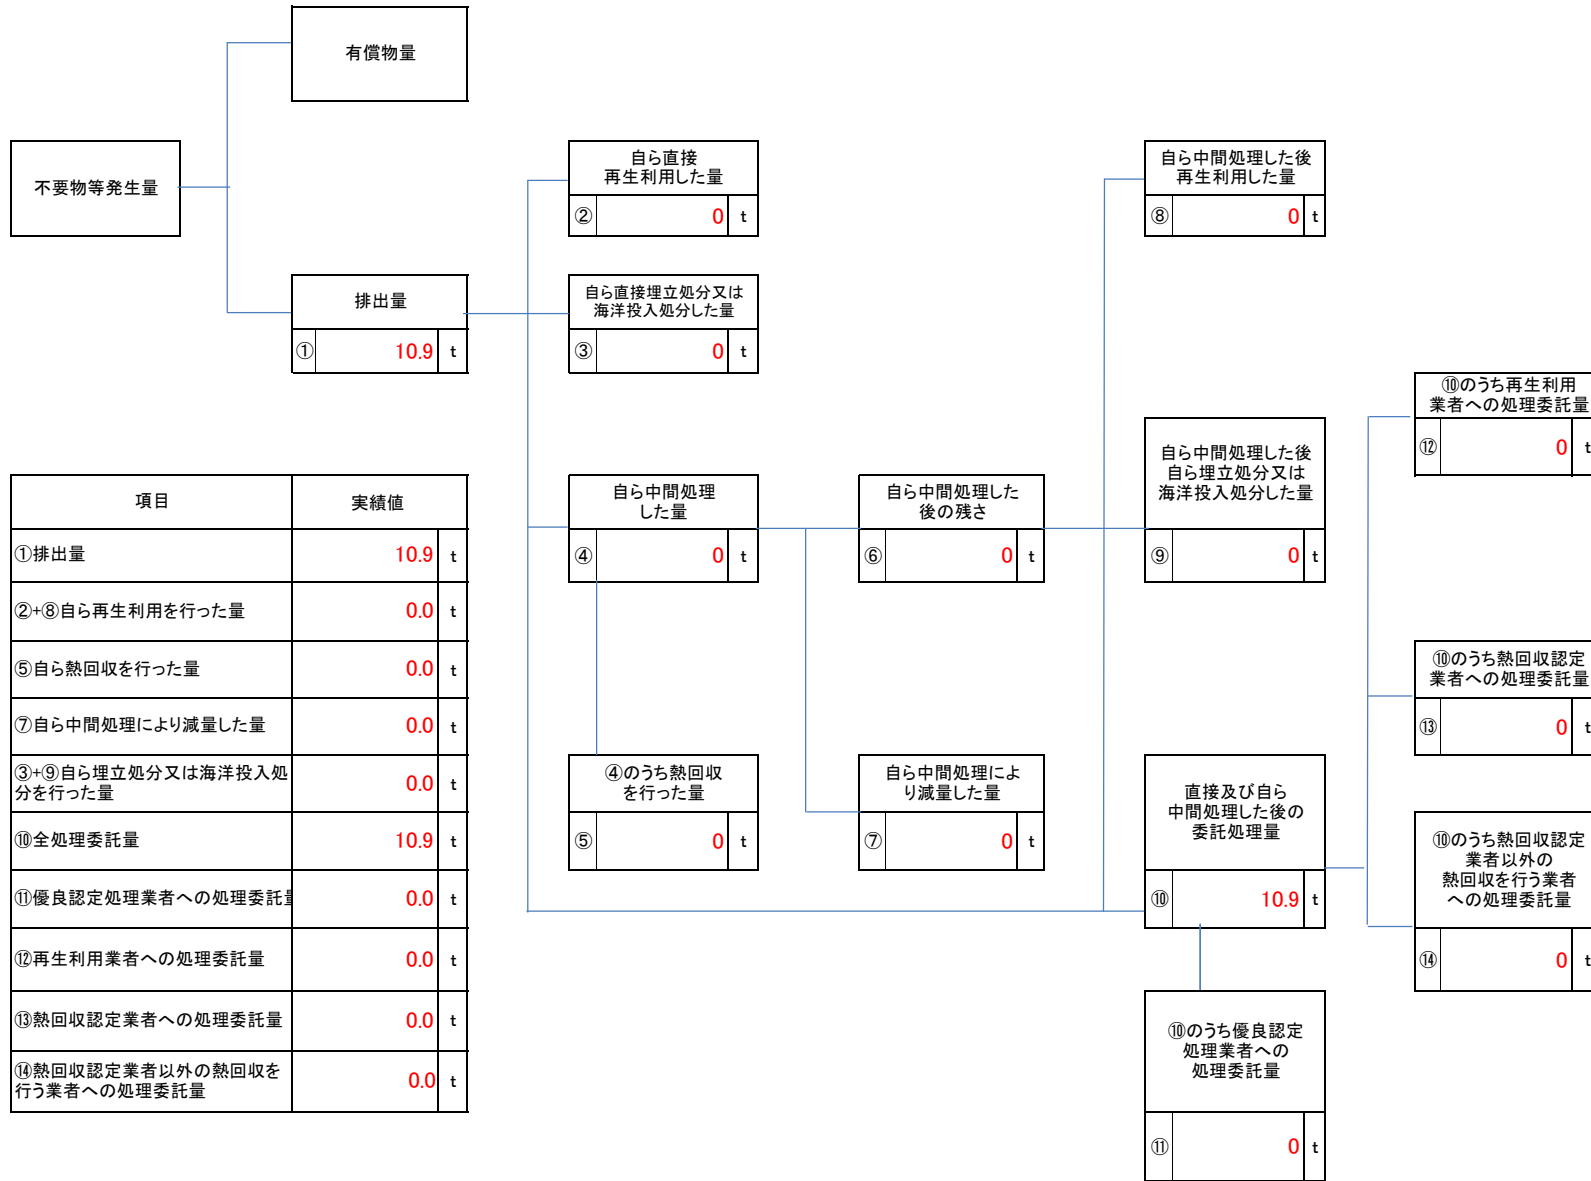 有償物量
不要物等発生量
排出量
① 10.9 t
自ら直接
再生利用した量
② 0 t
自ら直接埋立処分又は
海洋投入処分した量
③ 0 t
自ら中間処理
した量
④ 0 t
④のうち熱回収
を行った量
⑤ 0 t
自ら中間処理した
後の残さ
⑥ 0 t
自ら中間処理によ
り減量した量
⑦ 0 t
自ら中間処理した後
再生利用した量
⑧ 0 t
自ら中間処理した後
自ら埋立処分又は
海洋投入処分した量
⑨ 0 t
直接及び自ら
中間処理した後の
委託処理量
⑩ 10.9 t
⑩のうち優良認定
処理業者への
処理委託量
⑪ 0 t
⑩のうち再生利用
業者への処理委託量
⑫ 0 t
⑩のうち熱回収認定
業者への処理委託量
⑬ 0 t
⑩のうち熱回収認定
業者以外の
熱回収を行う業者
への処理委託量
⑭ 0 t
項目 実績値
①排出量 10.9 t
②+⑧自ら再生利用を行った量 0.0 t
⑤自ら熱回収を行った量 0.0 t
⑦自ら中間処理により減量した量 0.0 t
③+⑨自ら埋立処分又は海洋投入処
分を行った量 0.0 t
⑩全処理委託量 10.9 t
⑪優良認定処理業者への処理委託量 0.0 t
⑫再生利用業者への処理委託量 0.0 t
⑬熱回収認定業者への処理委託量 0.0 t
⑭熱回収認定業者以外の熱回収を
行う業者への処理委託量 0.0 t